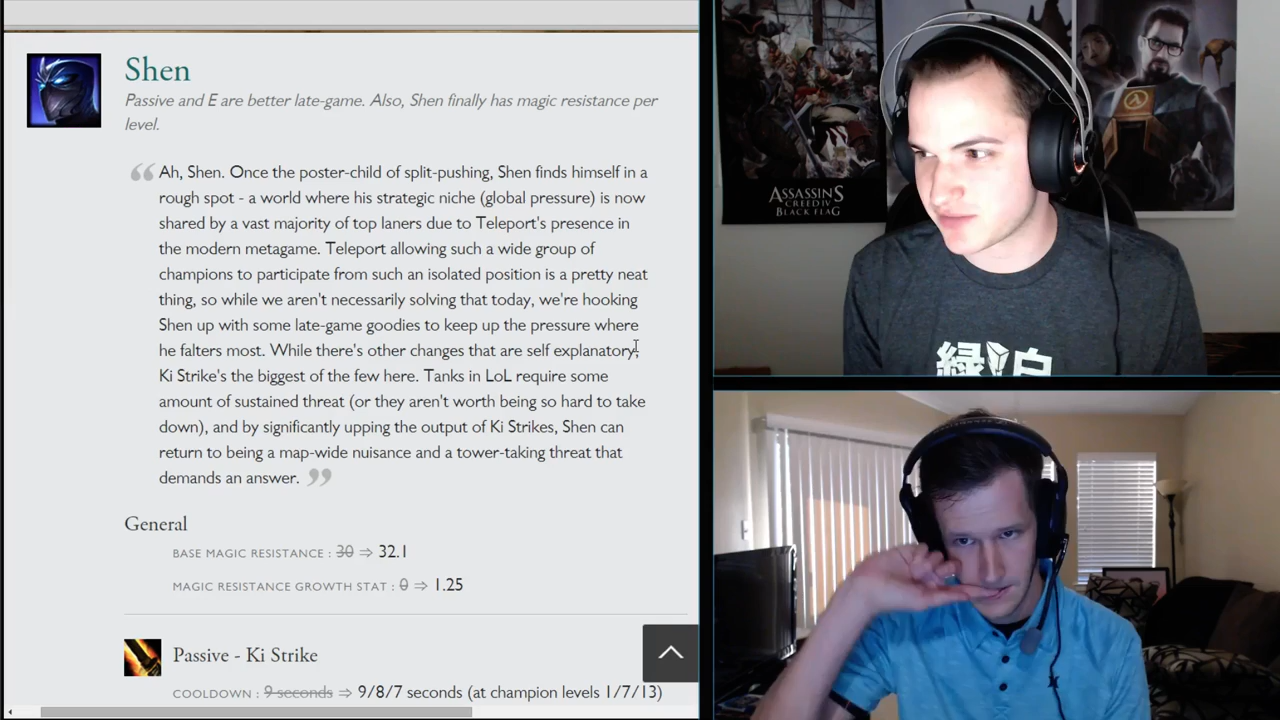 Shen
Passive and E are better late-game. Also, Shen finally has magic resistance per
level.
Ah, Shen. Once the poster-child of split-pushing, Shen finds himself in a
rough spot - a world where his strategic niche (global pressure) is now
shared by a vast majority of top laners due to Teleport's presence in
the modern metagame. Teleport allowing such a wide group of
champions to participate from such an isolated position is a pretty neat
thing, so while we aren't necessarily solving that today, we're hooking
Shen up with some late-game goodies to keep up the pressure where
he falters most. While there's other changes that are self explanatory,
Ki Strike's the biggest of the few here. Tanks in LoL require some
amount of sustained threat (or they aren't worth being so hard to take
down), and by significantly upping the output of Ki Strikes, Shen can
return to being a map-wide nuisance and a tower-taking threat that
demands an answer.
General
BASE MAGIC RESISTANCE : 30 ⇒ 32.1
MAGIC RESISTANCE GROWTH STAT : 0 ⇒ 1.25
Passive - Ki Strike
COOLDOWN : 9 seconds ⇒ 9/8/7 seconds (at champion levels 1/7/13)
ASSASSIN'S
CREED IV
BLACK FLAG